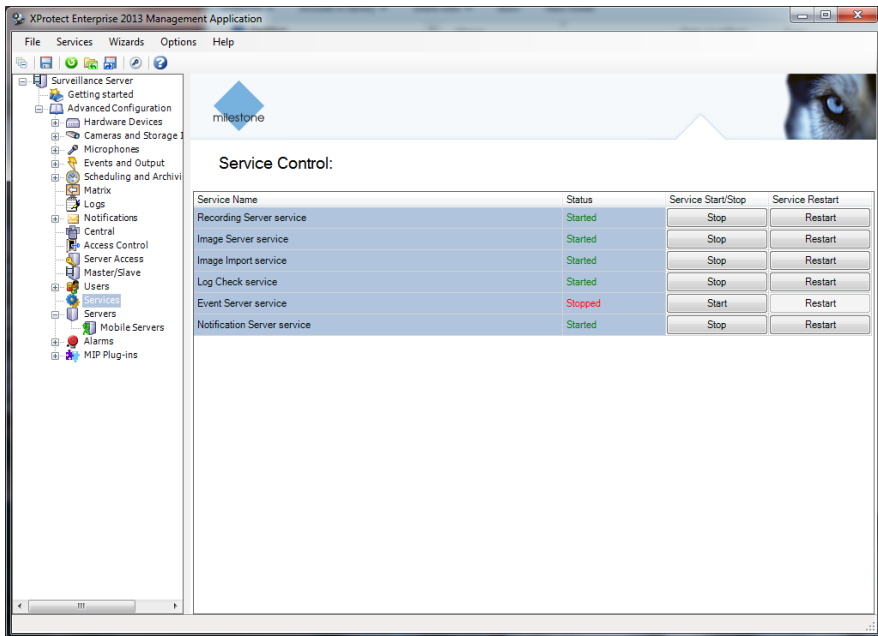 XProtect Enterprise 2013 Management Application
File Services Wizards Options Help
Surveillance Server
Getting started
Advanced Configuration
Hardware Devices
Cameras and Storage I
Microphones
Events and Output
Scheduling and Archivi
Matrix
Logs
Notifications
Central
Access Control
Server Access
Master/Slave
Users
Services
Servers
Mobile Servers
Alarms
MIP Plug-ins
milestone
Service Control:
Service Name Status Service Start/Stop Service Restart
Recording Server service Started Stop Restart
Image Server service Started Stop Restart
Image Import service Started Stop Restart
Log Check service Started Stop Restart
Event Server service Stopped Start Restart
Notification Server service Started Stop Restart